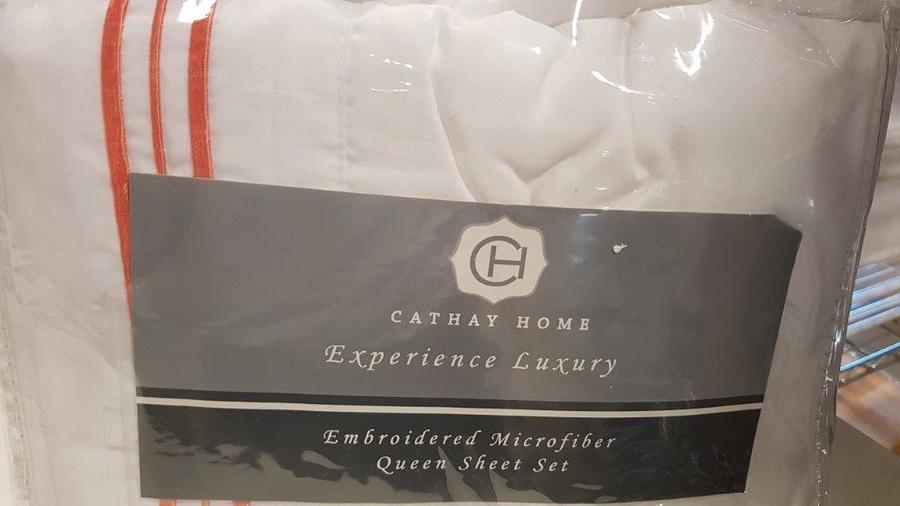 CH
CATHAY HOME
Experience Luxury
Embroidered Microfiber
Queen Sheet Set